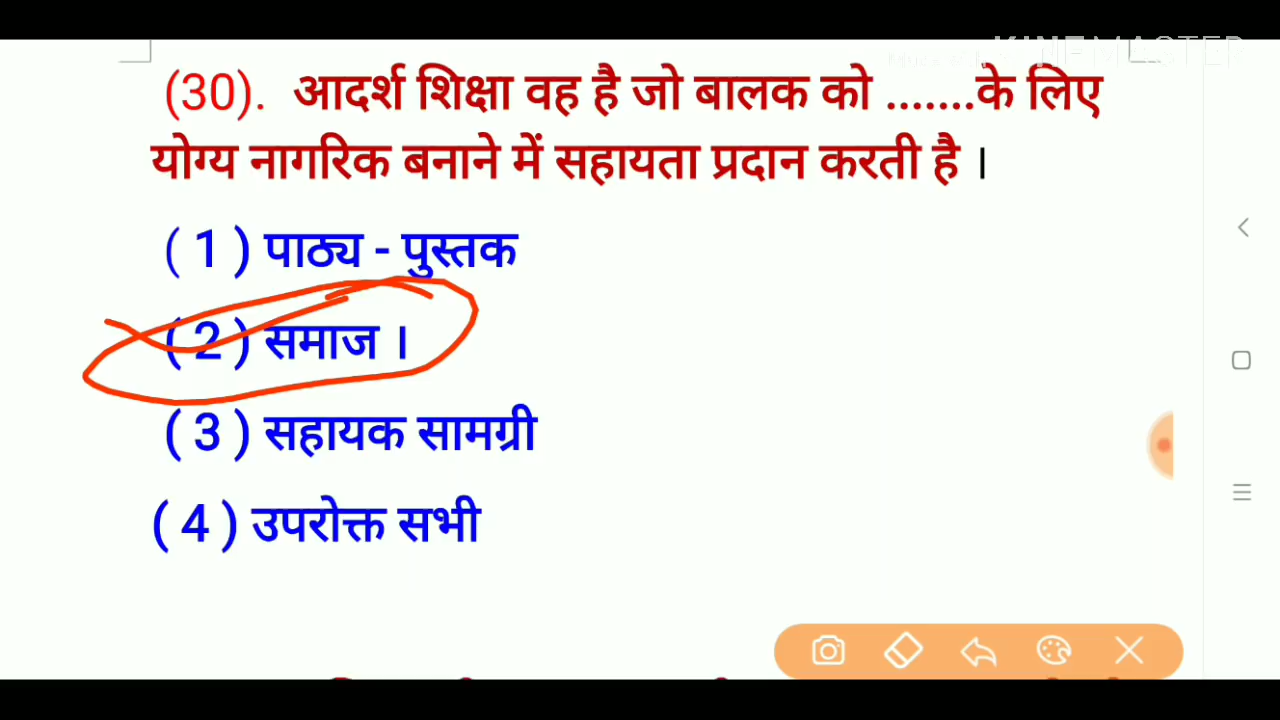 KINEMASTER
(30). आदर्श शिक्षा वह है जो बालक को .......के लिए
योग्य नागरिक बनाने में सहायता प्रदान करती है ।
( 1 ) पाठ्य - पुस्तक
( 2 ) समाज ।
( 3 ) सहायक सामग्री
( 4 ) उपरोक्त सभी